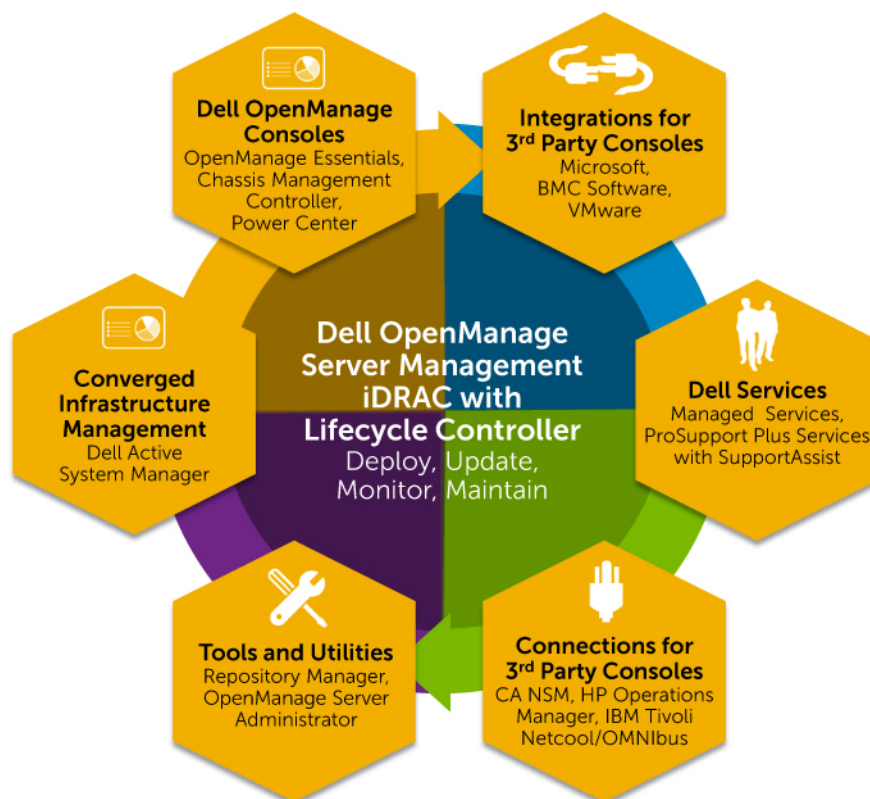 Dell OpenManage
Consoles
OpenManage Essentials,
Chassis Management
Controller,
Power Center
Integrations for
3rd Party Consoles
Microsoft,
BMC Software,
VMware
Converged
Infrastructure
Management
Dell Active
System Manager
Dell OpenManage
Server Management
iDRAC with
Lifecycle Controller
Deploy, Update,
Monitor, Maintain
Dell Services
Managed Services,
ProSupport Plus Services
with SupportAssist
Tools and Utilities
Repository Manager,
OpenManage Server
Administrator
Connections for
3rd Party Consoles
CA NSM, HP Operations
Manager, IBM Tivoli
Netcool/OMNIbus